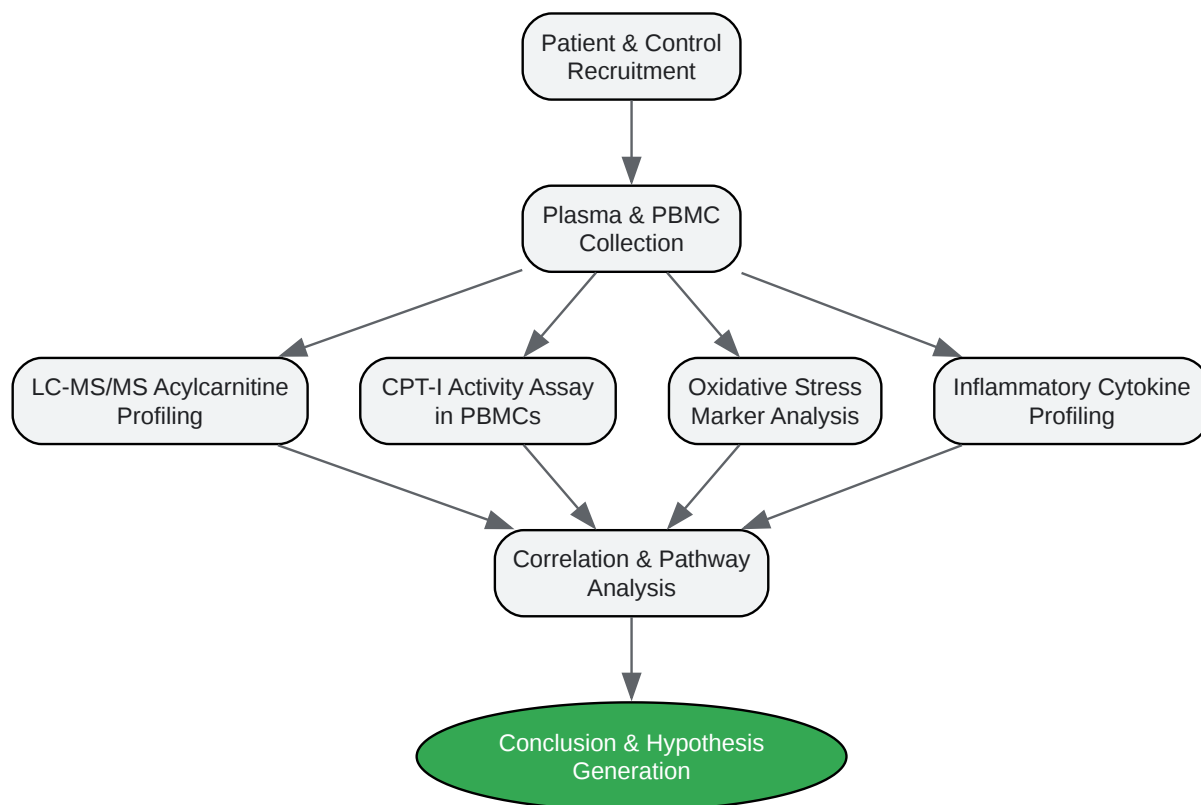 Patient & Control
Recruitment
Plasma & PBMC
Collection
LC-MS/MS Acylcarnitine
Profiling
CPT-I Activity Assay
in PBMCs
Oxidative Stress
Marker Analysis
Inflammatory Cytokine
Profiling
Correlation & Pathway
Analysis
Conclusion & Hypothesis
Generation